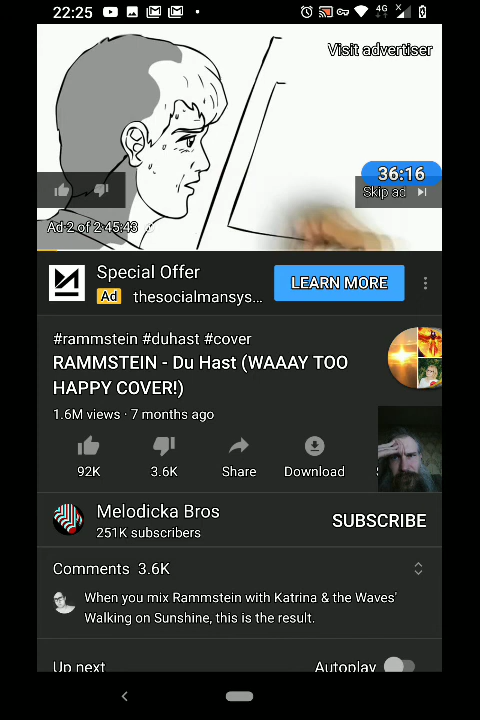 22:25
4G
Visit advertiser
36:16
Skip ad
Ad 2 of 2:45:43
Special Offer
Ad thesocialmansys...
LEARN MORE
#rammstein #duhast #cover
RAMMSTEIN - Du Hast (WAAAY TOO
HAPPY COVER!)
1.6M views · 7 months ago
92K 3.6K Share Download
Melodicka Bros
251K subscribers
SUBSCRIBE
Comments 3.6K
When you mix Rammstein with Katrina & the Waves'
Walking on Sunshine, this is the result.
Up next Autoplay